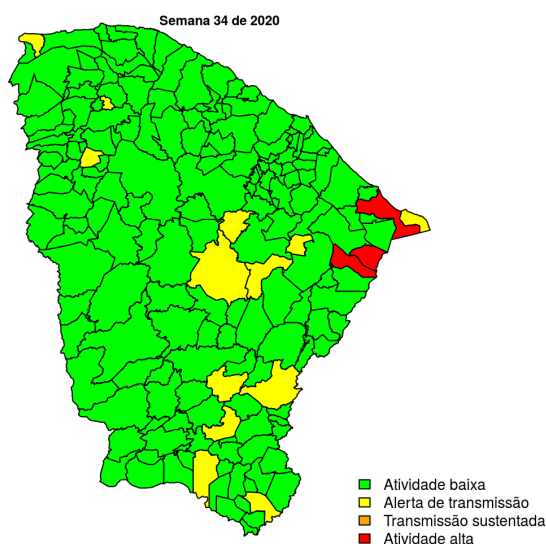 Semana 34 de 2020
Atividade baixa
Alerta de transmissão
Transmissão sustentada
Atividade alta